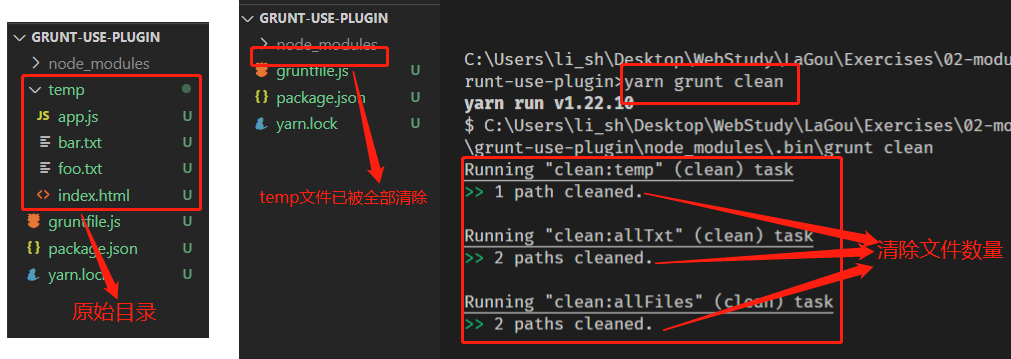 GRUNT-USE-PLUGIN
node_modules
temp
JS app.js U
bar.txt U
foo.txt U
index.html U
gruntfile.js U
{} package.json U
yarn.lock U
原始目录
GRUNT-USE-PLUGIN
node_modules
gruntfile.js U
{} package.json U
yarn.lock U
temp文件已被全部清除
C:\Users\li_sh\Desktop\WebStudy\LaGou\Exercises\02-modu
runt-use-plugin>yarn grunt clean
yarn run v1.22.10
$ C:\Users\li_sh\Desktop\WebStudy\LaGou\Exercises\02-mo
\grunt-use-plugin\node_modules\.bin\grunt clean
Running "clean:temp" (clean) task
>> 1 path cleaned.
Running "clean:allTxt" (clean) task
>> 2 paths cleaned.
Running "clean:allFiles" (clean) task
>> 2 paths cleaned.
清除文件数量